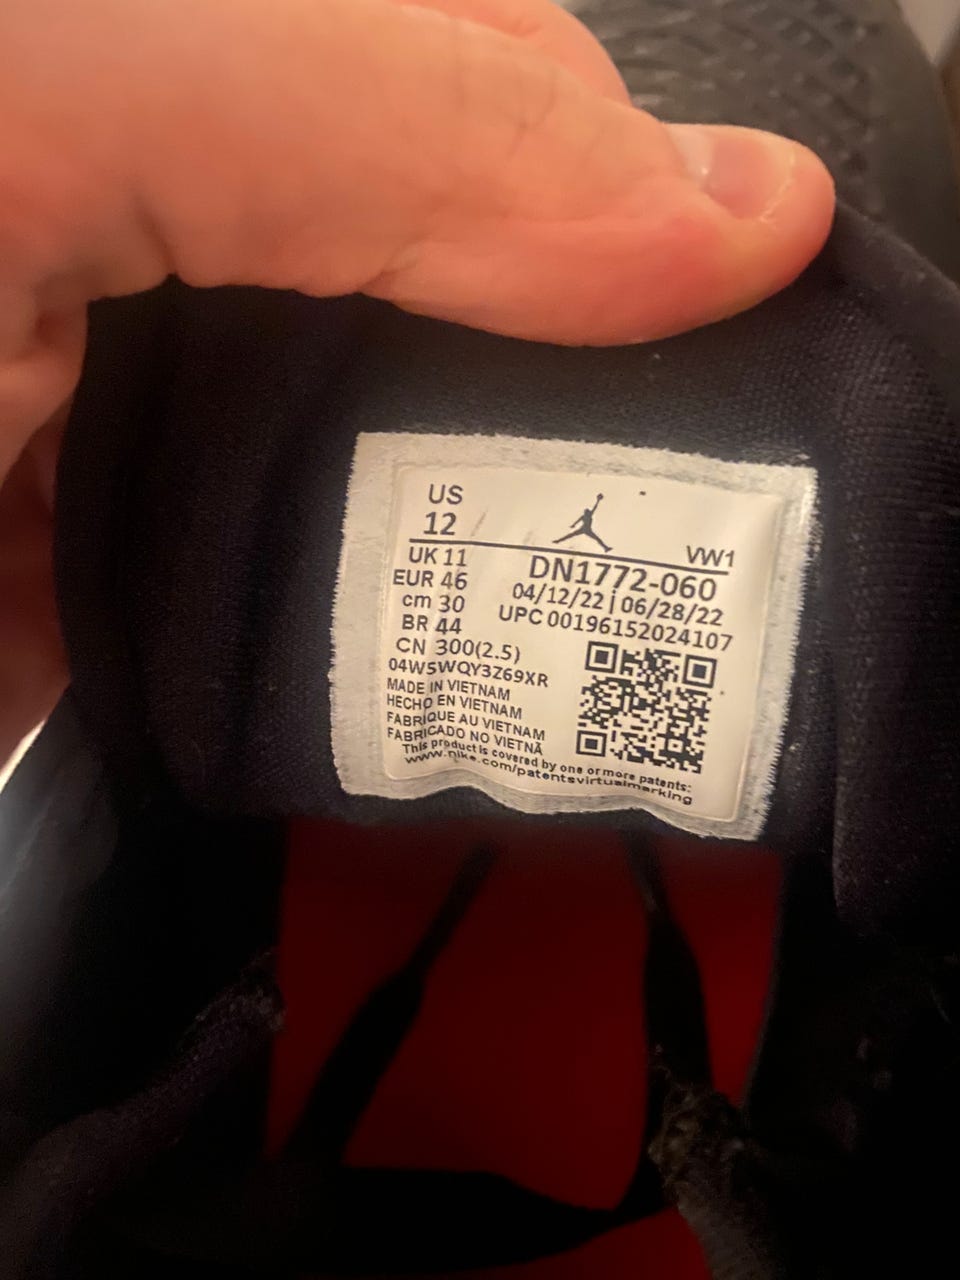 US
12
VW1
UK 11
EUR 46
cm 30
BR 44
CN 300(2.5)
04W5WQY3Z69XR
MADE IN VIETNAM
HECHO EN VIETNAM
FABRIQUE AU VIETNAM
FABRICADO NO VIETNÃ
DN1772-060
04/12/22 | 06/28/22
UPC 00196152024107
This product is covered by one or more patents:
www.nike.com/patentsvirtualmarking